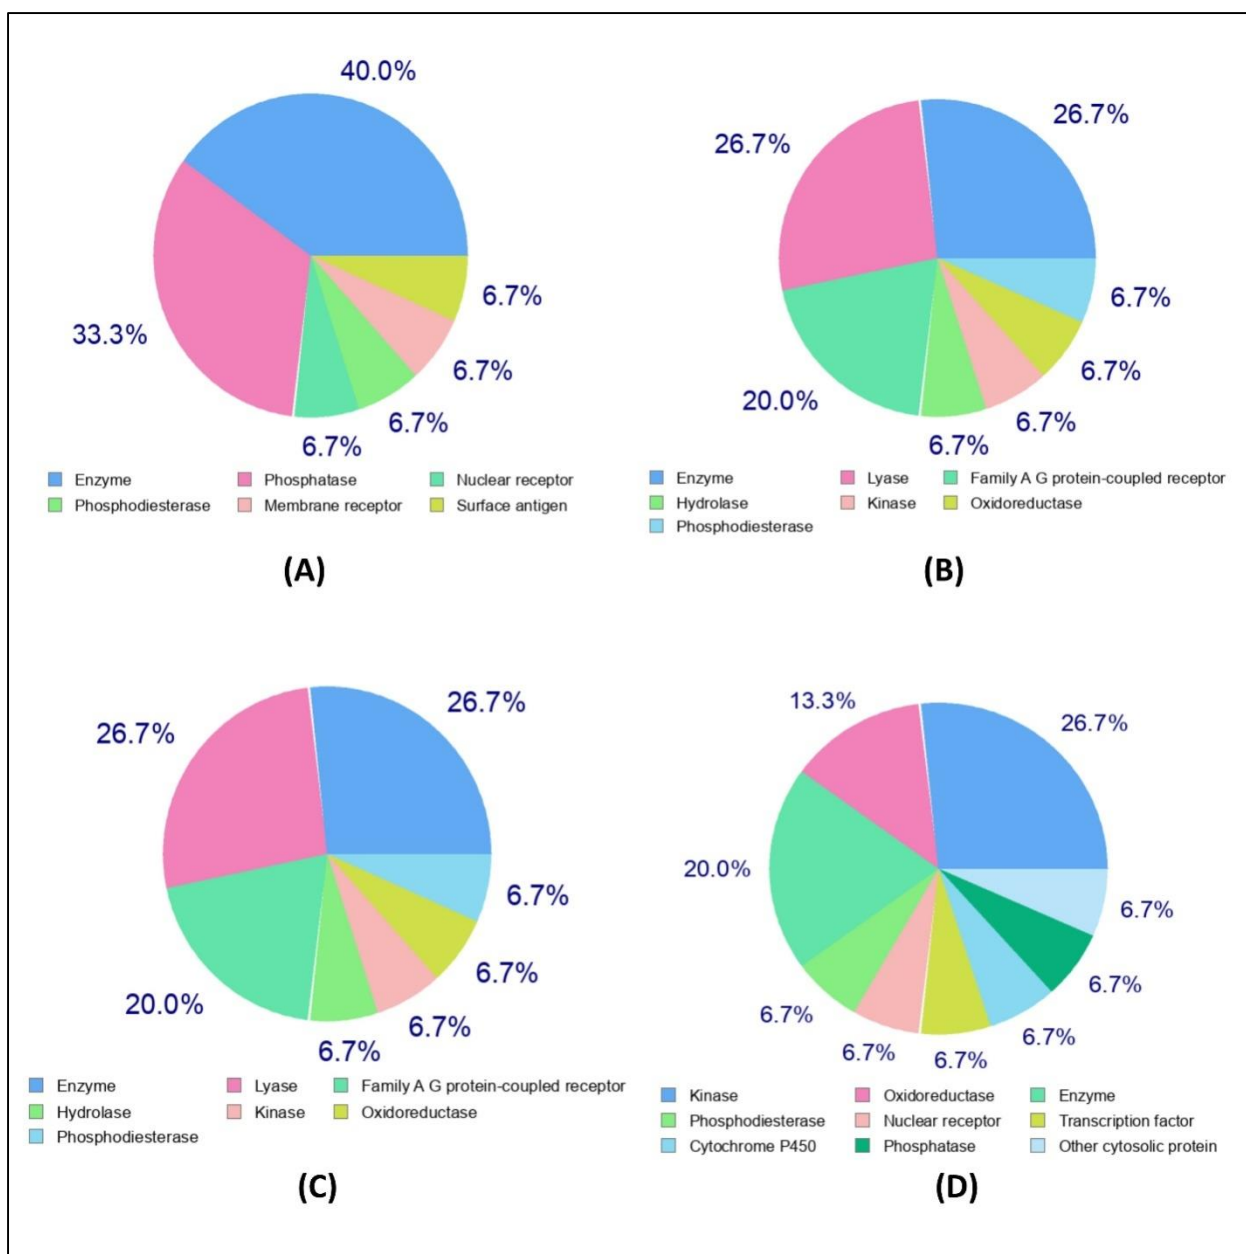 40.0%
33.3%
6.7%
6.7%
6.7%
6.7%
Enzyme Phosphatase Nuclear receptor
Phosphodiesterase Membrane receptor Surface antigen
(A)
26.7%
26.7%
20.0%
6.7%
6.7%
6.7%
6.7%
Enzyme Lyase Family A G protein-coupled receptor
Hydrolase Kinase Oxidoreductase
Phosphodiesterase
(B)
26.7%
26.7%
20.0%
6.7%
6.7%
6.7%
6.7%
Enzyme Lyase Family A G protein-coupled receptor
Hydrolase Kinase Oxidoreductase
Phosphodiesterase
(C)
13.3%
26.7%
20.0%
6.7%
6.7%
6.7%
6.7%
6.7%
6.7%
Kinase Oxidoreductase Enzyme
Phosphodiesterase Nuclear receptor Transcription factor
Cytochrome P450 Phosphatase Other cytosolic protein
(D)